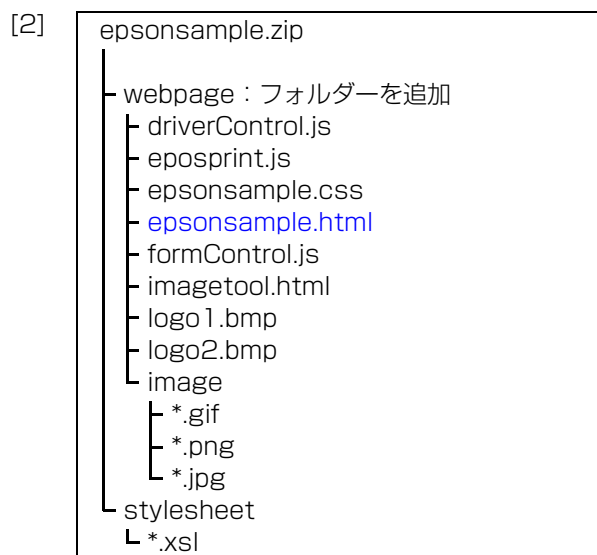 [2]
epsonsample.zip
webpage：フォルダーを追加
driverControl.js
eposprint.js
epsonsample.css
epsonsample.html
formControl.js
imagetool.html
logo1.bmp
logo2.bmp
image
*.gif
*.png
*.jpg
stylesheet
*.xsl